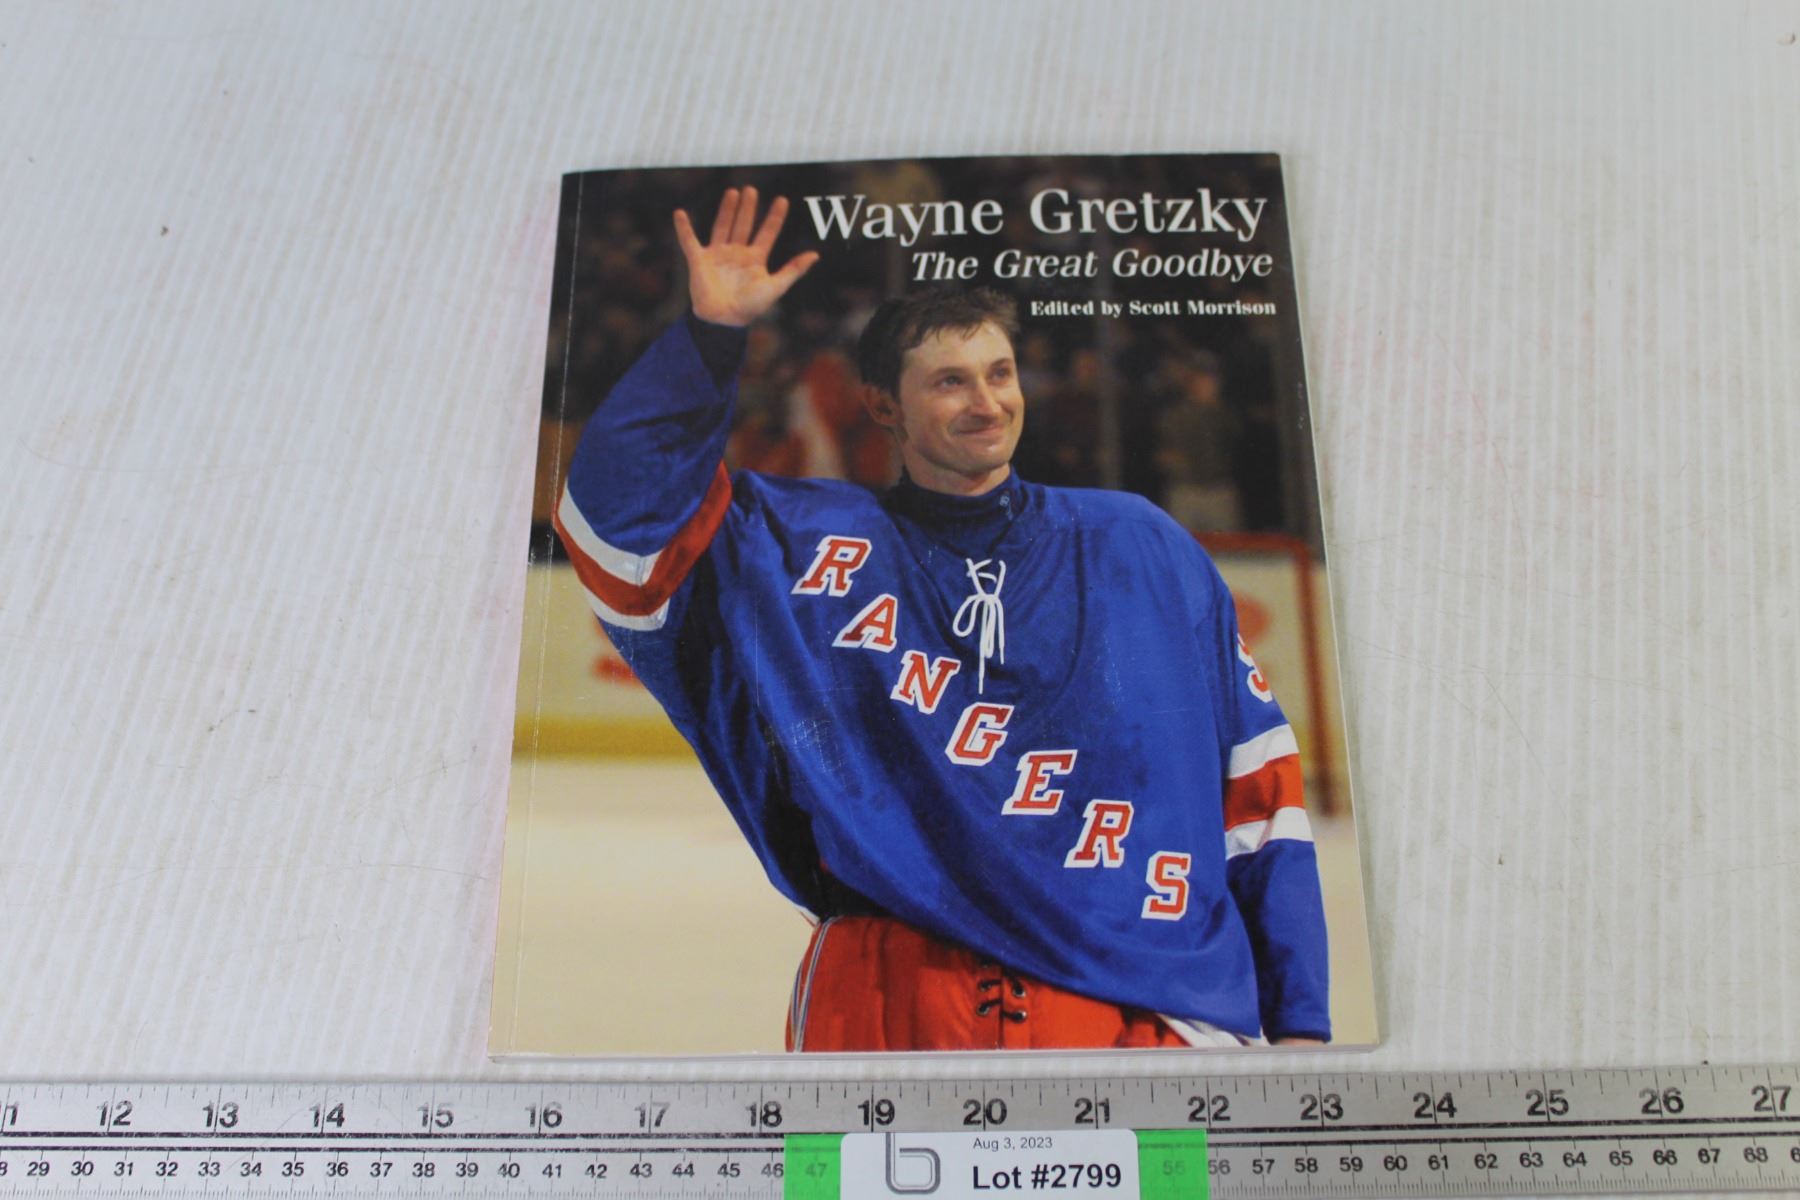 Wayne Gretzky
The Great Goodbye
Edited by Scott Morrison
RANGERS
12 13 14 15 16 17 18 19 20 21 22 23 24 25 26 27
29 30 31 32 33 34 35 36 37 38 39 40 41 42 43 44 45 46 47 56 57 58 59 60 61 62 63 64 65 66 67 68
Aug 3, 2023
Lot #2799